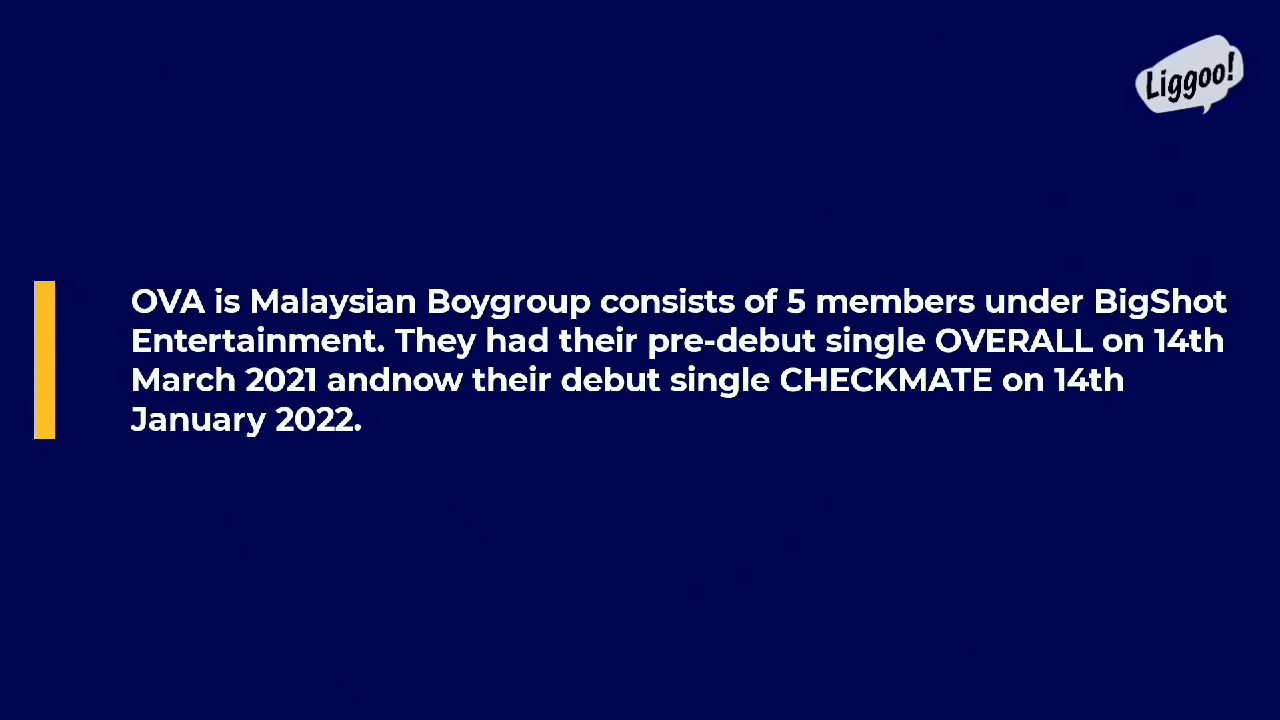 Liggoo!
OVA is Malaysian Boygroup consists of 5 members under BigShot
Entertainment. They had their pre-debut single OVERALL on 14th
March 2021 andnow their debut single CHECKMATE on 14th
January 2022.